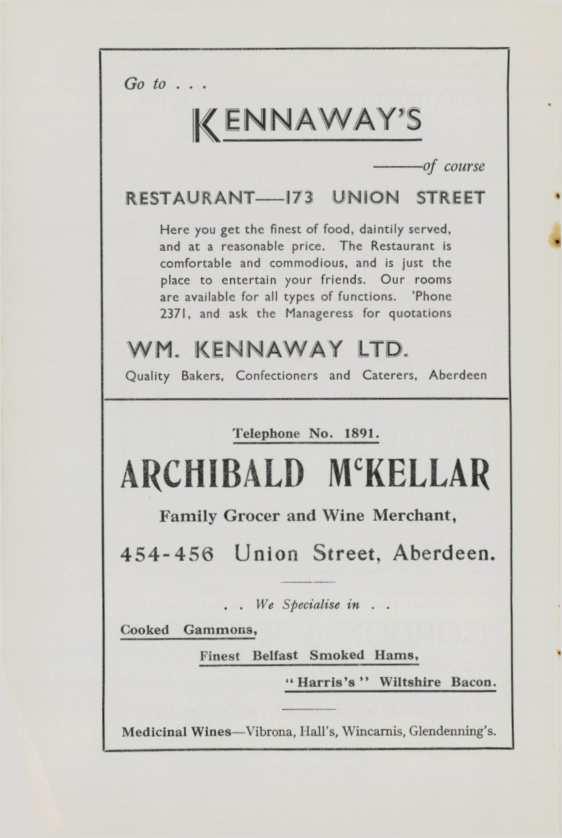 Go to . . .
KENNAWAY'S
——of course
RESTAURANT—173 UNION STREET
Here you get the finest of food, daintily served,
and at a reasonable price. The Restaurant is
comfortable and commodious, and is just the
place to entertain your friends. Our rooms
are available for all types of functions. 'Phone
2371, and ask the Manageress for quotations
WM. KENNAWAY LTD.
Quality Bakers, Confectioners and Caterers, Aberdeen
Telephone No. 1891.
ARCHIBALD McKELLAR
Family Grocer and Wine Merchant,
454-456 Union Street, Aberdeen.
. . We Specialise in . .
Cooked Gammons,
Finest Belfast Smoked Hams,
"Harris's" Wiltshire Bacon.
Medicinal Wines—Vibrona, Hall's, Wincarnis, Glendenning's.